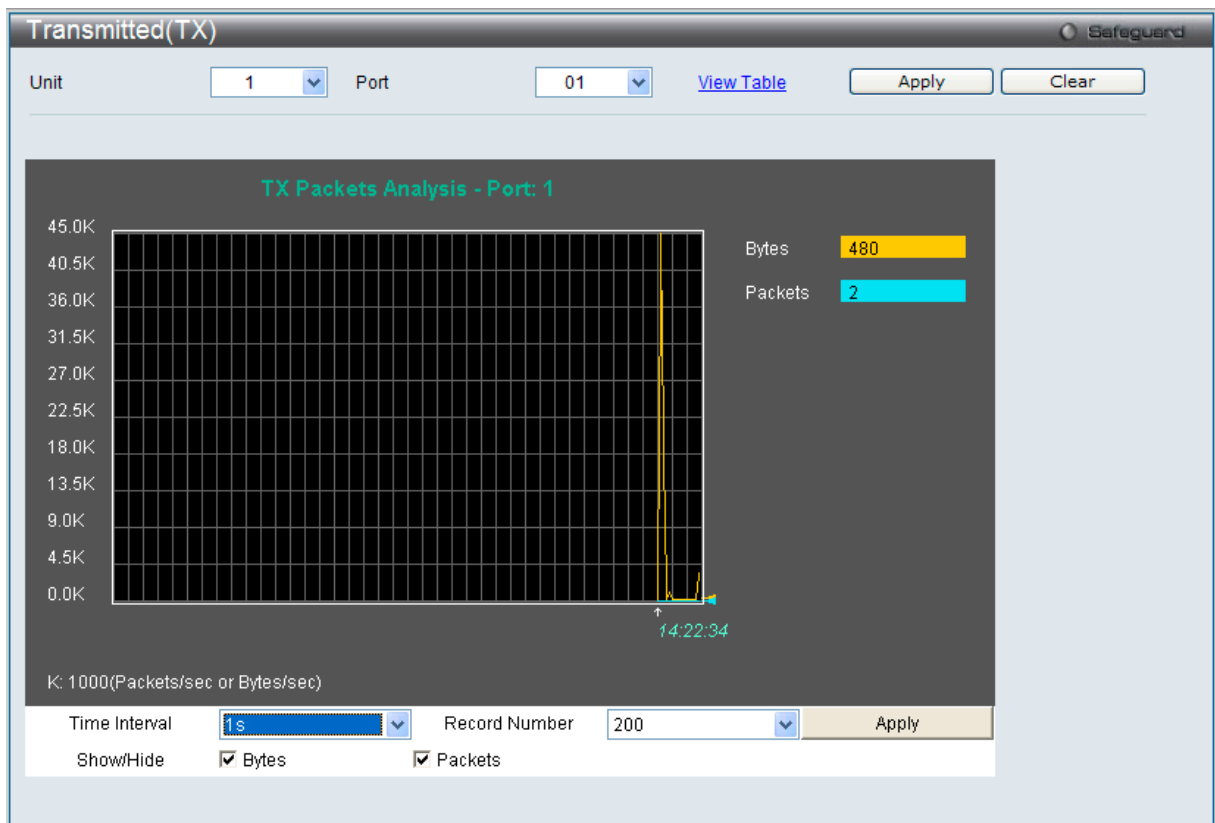 Transmitted(TX) Safeguard
Unit 1 Port 01 View Table Apply Clear
TX Packets Analysis - Port: 1
45.0K
40.5K
36.0K
31.5K
27.0K
22.5K
18.0K
13.5K
9.0K
4.5K
0.0K
Bytes 480
Packets 2
14:22:34
K: 1000(Packets/sec or Bytes/sec)
Time Interval 1s Record Number 200 Apply
Show/Hide Bytes Packets